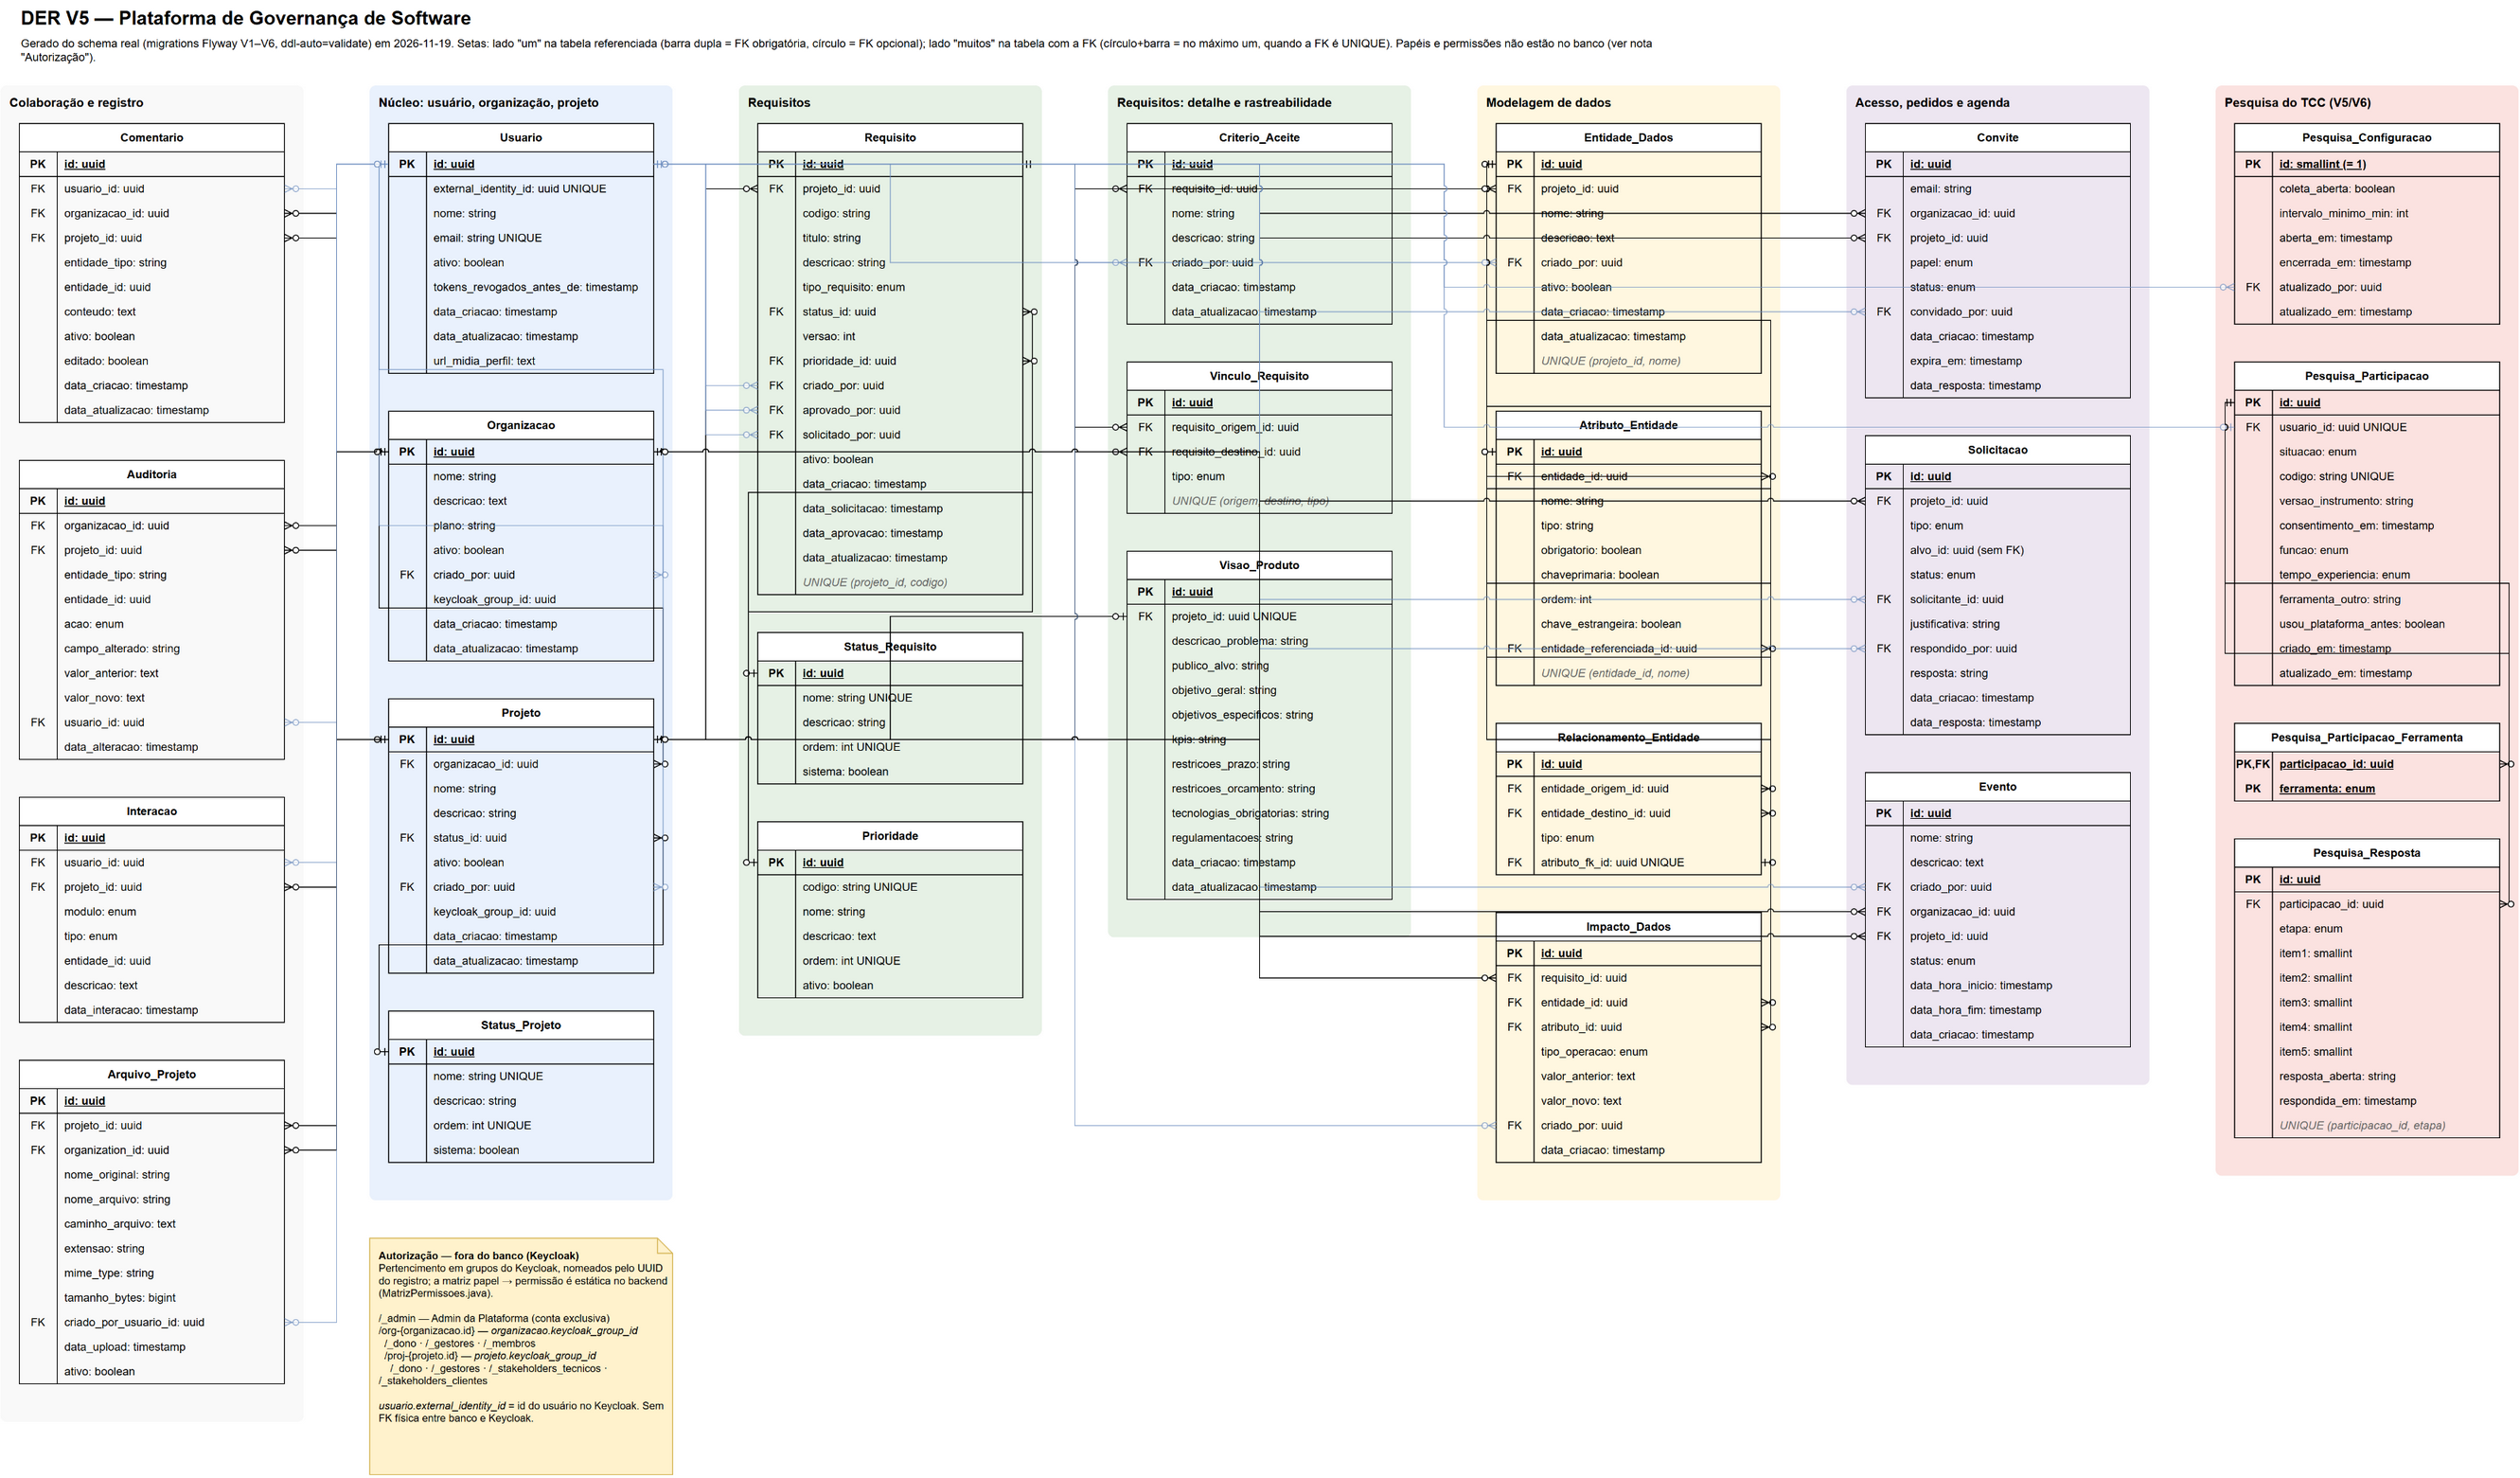 DER V5 — Plataforma de Governança de Software
Gerado do schema real (migrations Flyway V1–V6, ddl-auto=validate) em 2026-11-19. Setas: lado "um" na tabela referenciada (barra dupla = FK obrigatória, círculo = FK opcional); lado "muitos" na tabela com a FK (círculo+barra = no máximo um, quando a FK é UNIQUE). Papéis e permissões não estão no banco (ver nota
"Autorização").
Colaboração e registro
Comentario
PK id: uuid
FK usuario_id: uuid
FK organizacao_id: uuid
FK projeto_id: uuid
entidade_tipo: string
entidade_id: uuid
conteudo: text
ativo: boolean
editado: boolean
data_criacao: timestamp
data_atualizacao: timestamp
Auditoria
PK id: uuid
FK organizacao_id: uuid
FK projeto_id: uuid
entidade_tipo: string
entidade_id: uuid
acao: enum
campo_alterado: string
valor_anterior: text
valor_novo: text
FK usuario_id: uuid
data_alteracao: timestamp
Interacao
PK id: uuid
FK usuario_id: uuid
FK projeto_id: uuid
modulo: enum
tipo: enum
entidade_id: uuid
descricao: text
data_interacao: timestamp
Arquivo_Projeto
PK id: uuid
FK projeto_id: uuid
FK organization_id: uuid
nome_original: string
nome_arquivo: string
caminho_arquivo: text
extensao: string
mime_type: string
tamanho_bytes: bigint
FK criado_por_usuario_id: uuid
data_upload: timestamp
ativo: boolean
Núcleo: usuário, organização, projeto
Usuario
PK id: uuid
external_identity_id: uuid UNIQUE
nome: string
email: string UNIQUE
ativo: boolean
tokens_revogados_antes_de: timestamp
data_criacao: timestamp
data_atualizacao: timestamp
url_midia_perfil: text
Organizacao
PK id: uuid
nome: string
descricao: text
plano: string
ativo: boolean
FK criado_por: uuid
keycloak_group_id: uuid
data_criacao: timestamp
data_atualizacao: timestamp
Projeto
PK id: uuid
FK organizacao_id: uuid
nome: string
descricao: string
FK status_id: uuid
ativo: boolean
FK criado_por: uuid
keycloak_group_id: uuid
data_criacao: timestamp
data_atualizacao: timestamp
Status_Projeto
PK id: uuid
nome: string UNIQUE
descricao: string
ordem: int UNIQUE
sistema: boolean
Autorização — fora do banco (Keycloak)
Pertencimento em grupos do Keycloak, nomeados pelo UUID
do registro; a matriz papel → permissão é estática no backend
(MatrizPermissoes.java).
/_admin — Admin da Plataforma (conta exclusiva)
/org-{organizacao.id} — organizacao.keycloak_group_id
/_dono · /_gestores · /_membros
/proj-{projeto.id} — projeto.keycloak_group_id
/_dono · /_gestores · /_stakeholders_tecnicos ·
/_stakeholders_clientes
usuario.external_identity_id = id do usuário no Keycloak. Sem
FK física entre banco e Keycloak.
Requisitos
Requisito
PK id: uuid
FK projeto_id: uuid
codigo: string
titulo: string
descricao: string
tipo_requisito: enum
FK status_id: uuid
versao: int
FK prioridade_id: uuid
FK criado_por: uuid
FK aprovado_por: uuid
FK solicitado_por: uuid
ativo: boolean
data_criacao: timestamp
data_solicitacao: timestamp
data_aprovacao: timestamp
data_atualizacao: timestamp
UNIQUE (projeto_id, codigo)
Status_Requisito
PK id: uuid
nome: string UNIQUE
descricao: string
ordem: int UNIQUE
sistema: boolean
Prioridade
PK id: uuid
codigo: string UNIQUE
nome: string
descricao: text
ordem: int UNIQUE
ativo: boolean
Requisitos: detalhe e rastreabilidade
Criterio_Aceite
PK id: uuid
FK requisito_id: uuid
nome: string
descricao: string
FK criado_por: uuid
data_criacao: timestamp
data_atualizacao: timestamp
Vinculo_Requisito
PK id: uuid
FK requisito_origem_id: uuid
FK requisito_destino_id: uuid
tipo: enum
UNIQUE (origem, destino, tipo)
Visao_Produto
PK id: uuid
FK projeto_id: uuid UNIQUE
descricao_problema: string
publico_alvo: string
objetivo_geral: string
objetivos_especificos: string
kpis: string
restricoes_prazo: string
restricoes_orcamento: string
tecnologias_obrigatorias: string
regulamentacoes: string
data_criacao: timestamp
data_atualizacao: timestamp
Modelagem de dados
Entidade_Dados
PK id: uuid
FK projeto_id: uuid
nome: string
descricao: text
FK criado_por: uuid
ativo: boolean
data_criacao: timestamp
data_atualizacao: timestamp
UNIQUE (projeto_id, nome)
Atributo_Entidade
PK id: uuid
FK entidade_id: uuid
nome: string
tipo: string
obrigatorio: boolean
chaveprimaria: boolean
ordem: int
chave_estrangeira: boolean
FK entidade_referenciada_id: uuid
UNIQUE (entidade_id, nome)
Relacionamento_Entidade
PK id: uuid
FK entidade_origem_id: uuid
FK entidade_destino_id: uuid
tipo: enum
FK atributo_fk_id: uuid UNIQUE
Impacto_Dados
PK id: uuid
FK requisito_id: uuid
FK entidade_id: uuid
FK atributo_id: uuid
tipo_operacao: enum
valor_anterior: text
valor_novo: text
FK criado_por: uuid
data_criacao: timestamp
Acesso, pedidos e agenda
Convite
PK id: uuid
email: string
FK organizacao_id: uuid
FK projeto_id: uuid
papel: enum
status: enum
FK convidado_por: uuid
data_criacao: timestamp
expira_em: timestamp
data_resposta: timestamp
Solicitacao
PK id: uuid
FK projeto_id: uuid
tipo: enum
alvo_id: uuid (sem FK)
status: enum
FK solicitante_id: uuid
justificativa: string
FK respondido_por: uuid
resposta: string
data_criacao: timestamp
data_resposta: timestamp
Evento
PK id: uuid
nome: string
descricao: text
FK criado_por: uuid
FK organizacao_id: uuid
FK projeto_id: uuid
status: enum
data_hora_inicio: timestamp
data_hora_fim: timestamp
data_criacao: timestamp
Pesquisa do TCC (V5/V6)
Pesquisa_Configuracao
PK id: smallint (= 1)
coleta_aberta: boolean
intervalo_minimo_min: int
aberta_em: timestamp
encerrada_em: timestamp
FK atualizado_por: uuid
atualizado_em: timestamp
Pesquisa_Participacao
PK id: uuid
FK usuario_id: uuid UNIQUE
situacao: enum
codigo: string UNIQUE
versao_instrumento: string
consentimento_em: timestamp
funcao: enum
tempo_experiencia: enum
ferramenta_outro: string
usou_plataforma_antes: boolean
criado_em: timestamp
atualizado_em: timestamp
Pesquisa_Participacao_Ferramenta
PK,FK participacao_id: uuid
PK ferramenta: enum
Pesquisa_Resposta
PK id: uuid
FK participacao_id: uuid
etapa: enum
item1: smallint
item2: smallint
item3: smallint
item4: smallint
item5: smallint
resposta_aberta: string
respondida_em: timestamp
UNIQUE (participacao_id, etapa)